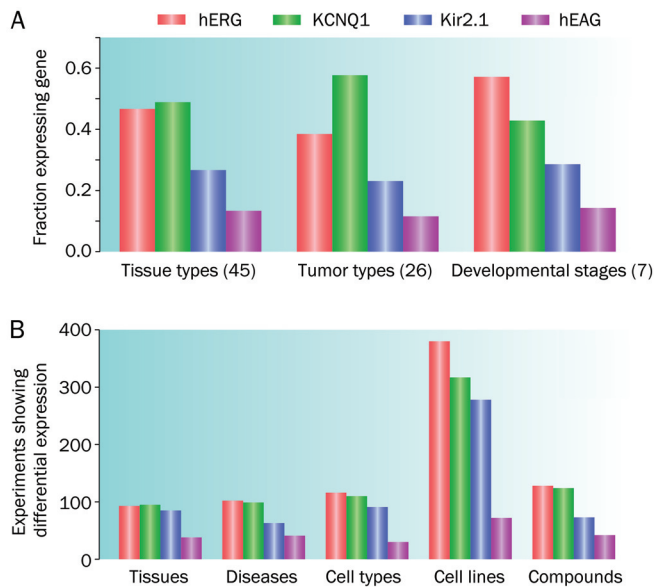 A
hERG KCNQ1 Kir2.1 hEAG
Fraction expressing gene
0.6
0.4
0.2
0.0
Tissue types (45) Tumor types (26) Developmental stages (7)
B
Experiments showing
differential expression
400
300
200
100
0
Tissues Diseases Cell types Cell lines Compounds